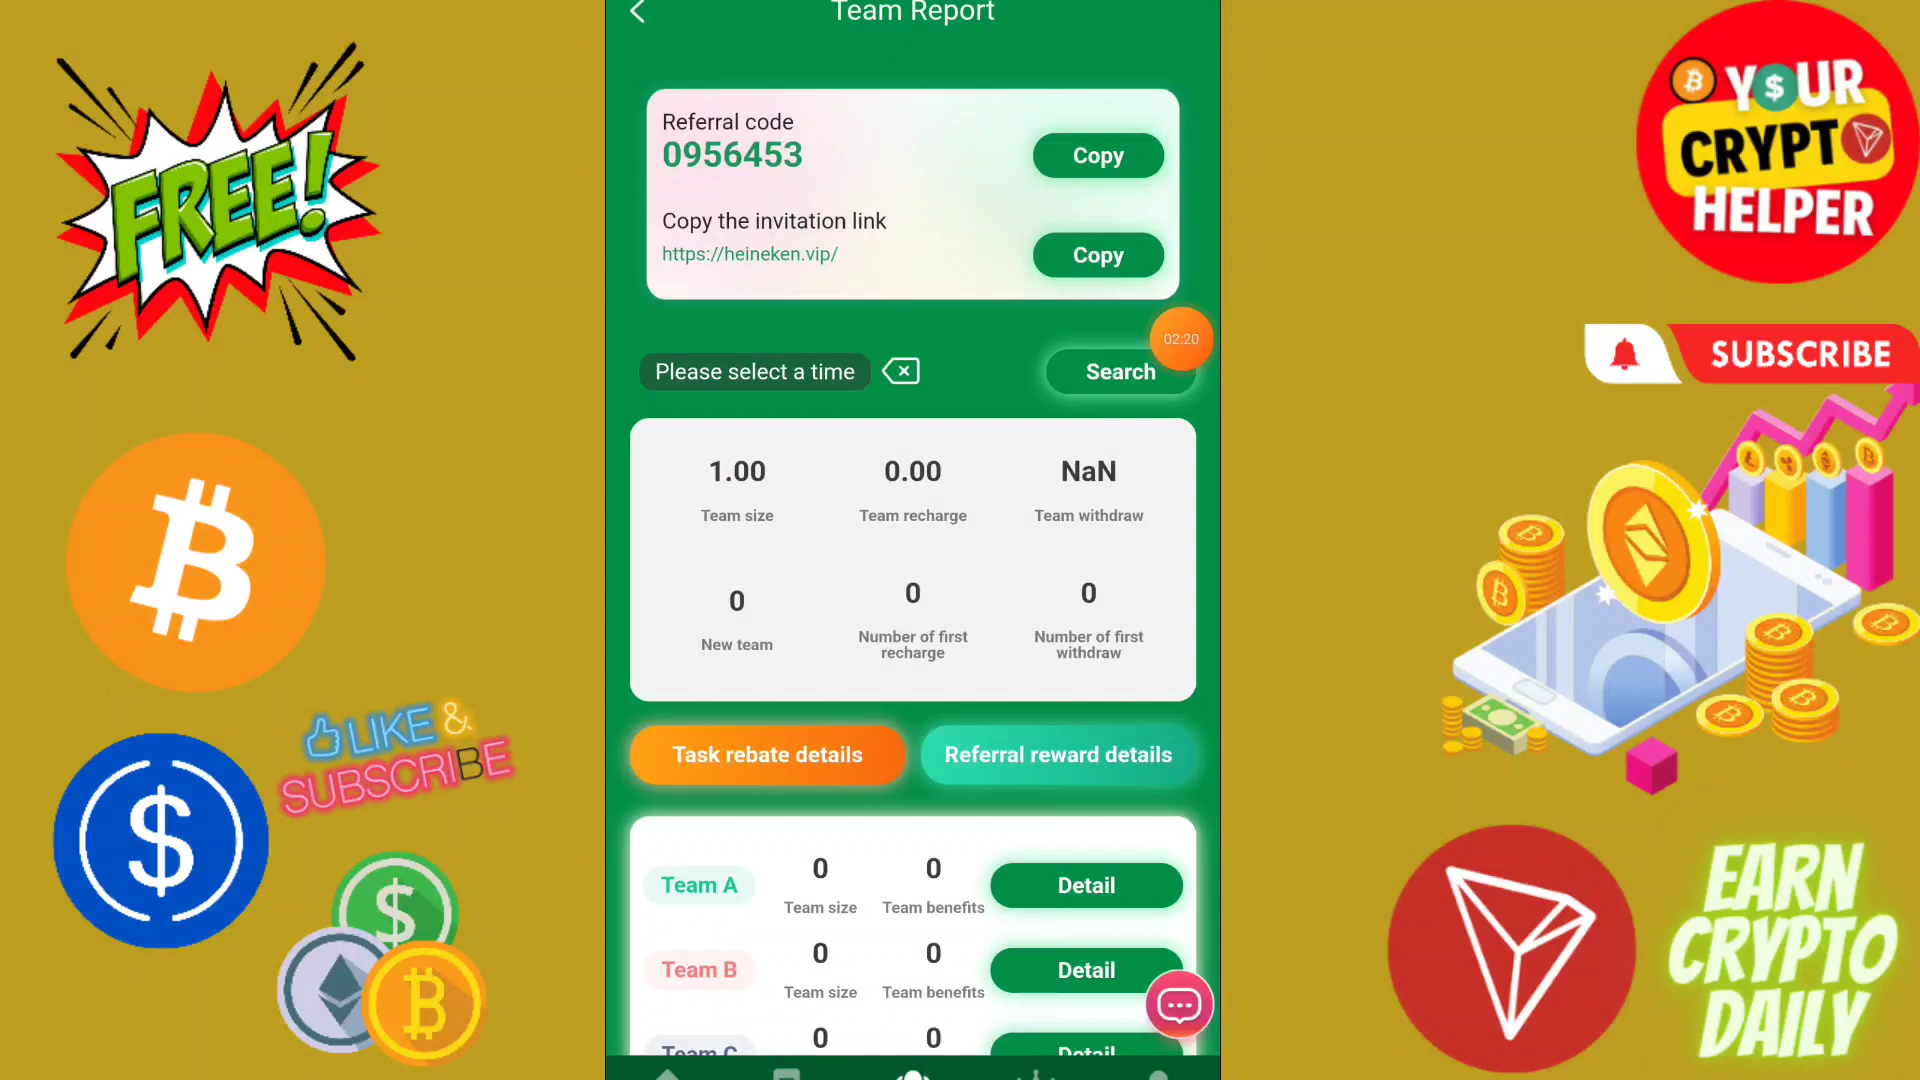 Team Report
FREE!
Referral code
0956453
Copy
Copy the invitation link
https://heineken.vip/
Copy
Y$UR
CRYPT
HELPER
02:20
Please select a time
Search
SUBSCRIBE
1.00
Team size
0.00
Team recharge
NaN
Team withdraw
0
New team
0
Number of first
recharge
0
Number of first
withdraw
LIKE &
SUBSCRIBE
Task rebate details
Referral reward details
Team A
0
Team size
0
Team benefits
Detail
Team B
0
Team size
0
Team benefits
Detail
Team C
0
0
Detail
EARN
CRYPTO
DAILY